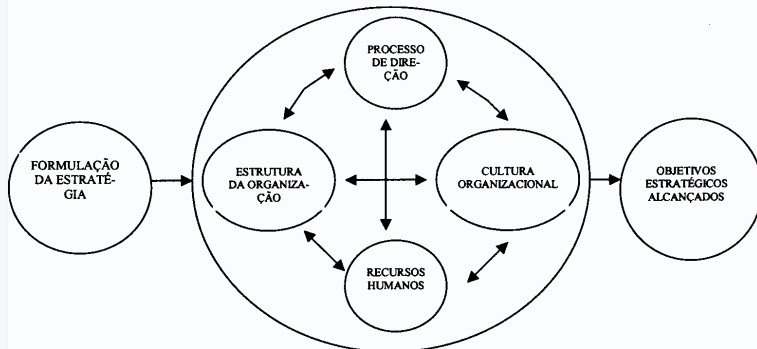 PROCESSO
DE DIRE-
ÇÃO
FORMULAÇÃO
DA ESTRATÉ-
GIA
ESTRUTURA
DA ORGANIZA-
ÇÃO
CULTURA
ORGANIZACIONAL
OBJETIVOS
ESTRATÉGICOS
ALCANÇADOS
RECURSOS
HUMANOS